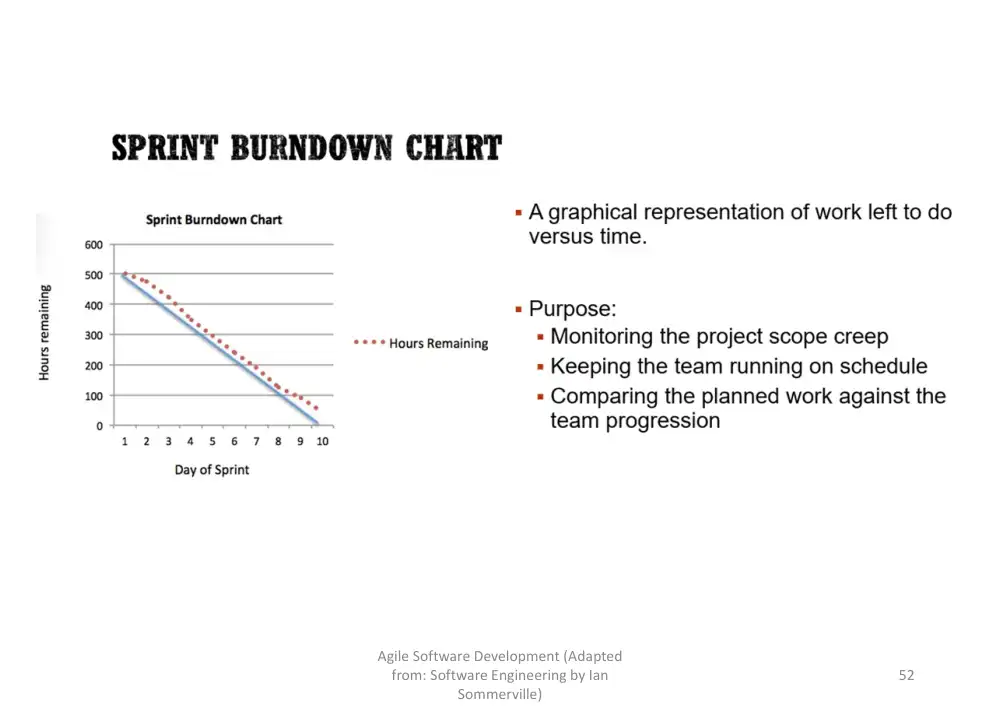 SPRINT BURNDOWN CHART
Sprint Burndown Chart
600
500
400
300
200
100
0
Hours remaining
1 2 3 4 5 6 7 8 9 10
Day of Sprint
Hours Remaining
▪ A graphical representation of work left to do
versus time.
▪ Purpose:
▪ Monitoring the project scope creep
▪ Keeping the team running on schedule
▪ Comparing the planned work against the
team progression
Agile Software Development (Adapted
from: Software Engineering by Ian
Sommerville)
52